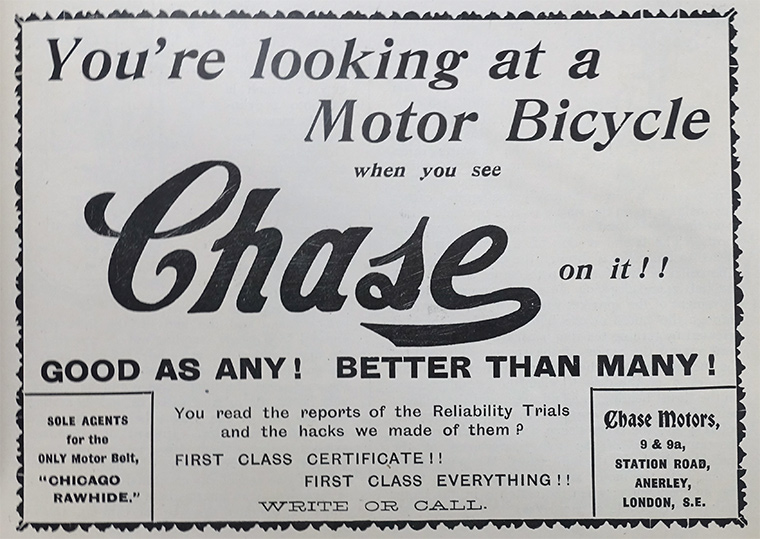 You're looking at a
Motor Bicycle
when you see
Chase
on it!!
GOOD AS ANY! BETTER THAN MANY!
SOLE AGENTS
for the
ONLY Motor Belt,
"CHICAGO
RAWHIDE."
You read the reports of the Reliability Trials
and the hacks we made of them?
FIRST CLASS CERTIFICATE!!
FIRST CLASS EVERYTHING!!
WRITE OR CALL.
Chase Motors,
9 & 9a,
STATION ROAD,
ANERLEY,
LONDON, S.E.